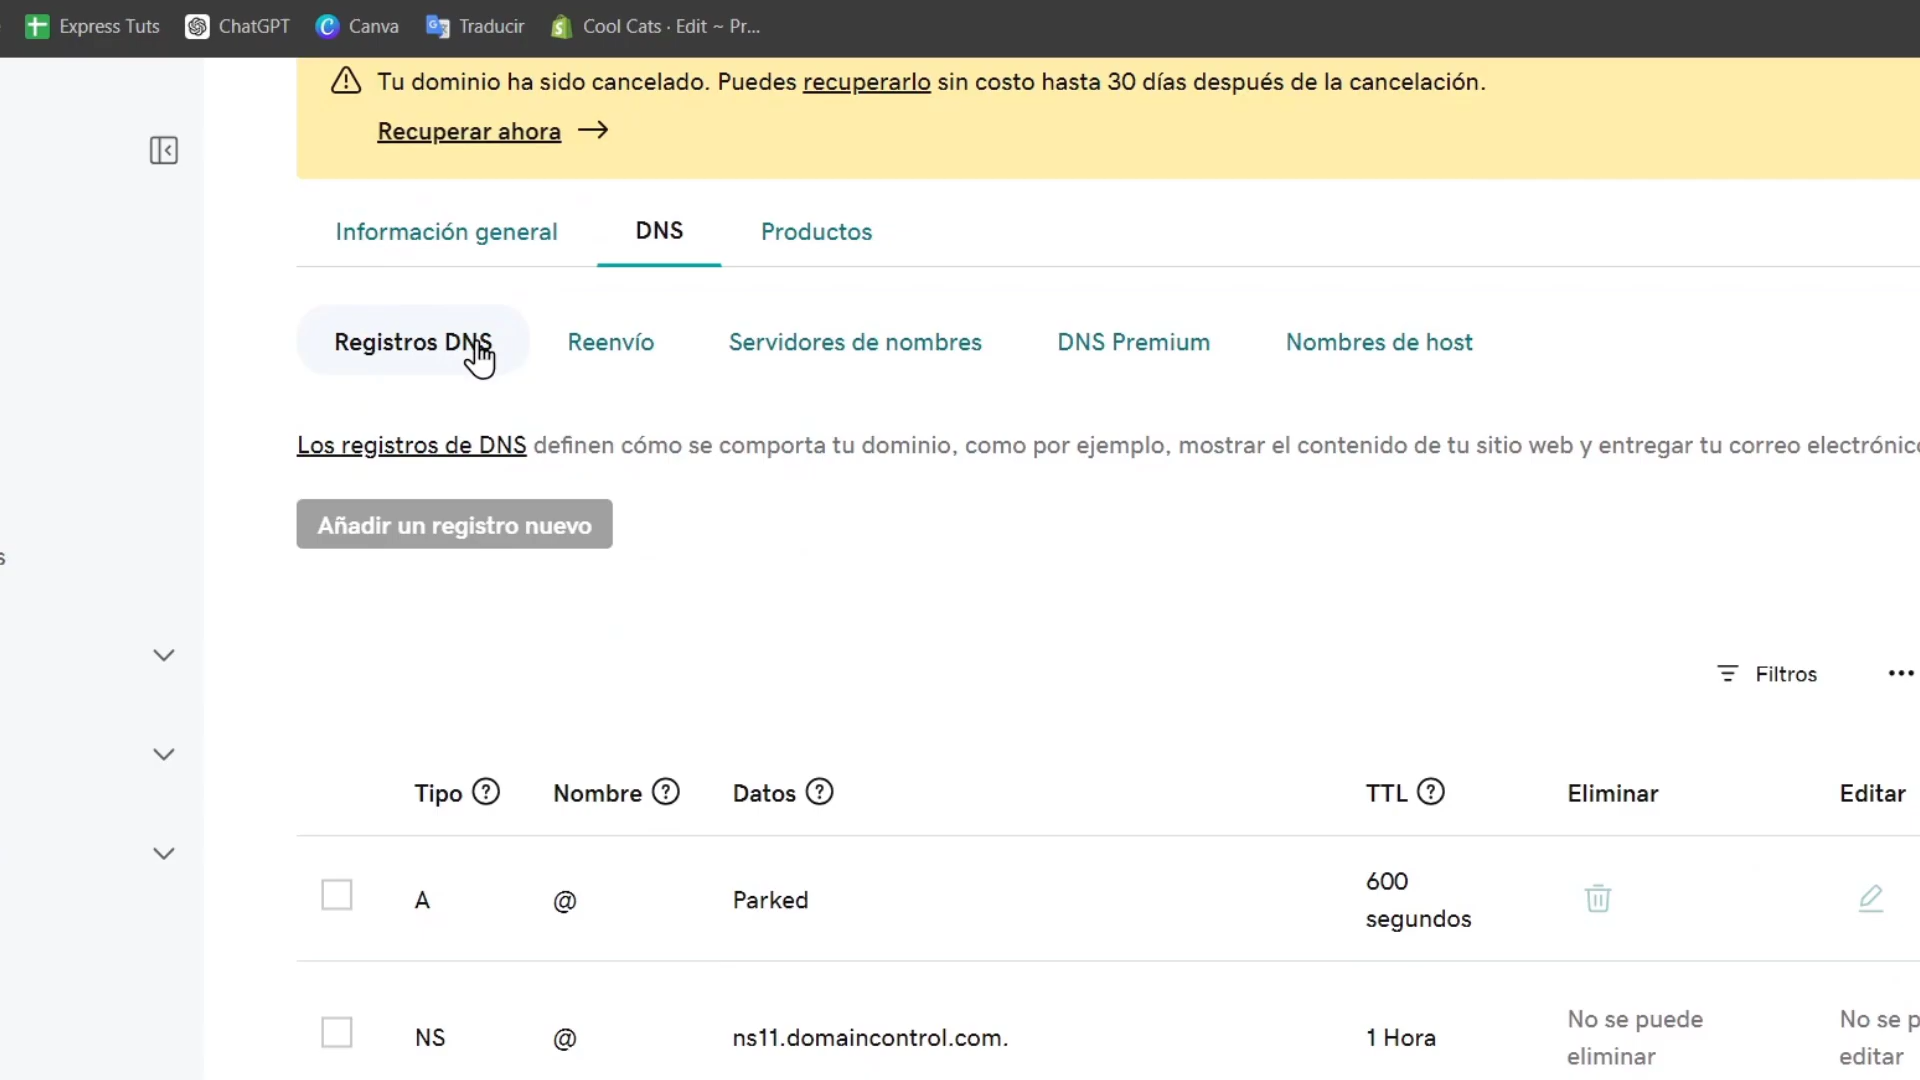 Express Tuts ChatGPT Canva Traducir Cool Cats · Edit ~ Pr...
Tu dominio ha sido cancelado. Puedes recuperarlo sin costo hasta 30 días después de la cancelación.
Recuperar ahora →
Información general DNS Productos
Registros DNS Reenvío Servidores de nombres DNS Premium Nombres de host
Los registros de DNS definen cómo se comporta tu dominio, como por ejemplo, mostrar el contenido de tu sitio web y entregar tu correo
Añadir un registro nuevo
s
Filtros
Tipo Nombre Datos TTL Eliminar Editar
A @ Parked 600 segundos
NS @ ns11.domaincontrol.com. 1 Hora No se puede eliminar No se editar